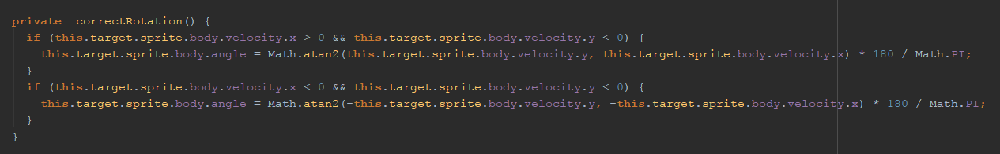 private _correctRotation() {
if (this.target.sprite.body.velocity.x > 0 && this.target.sprite.body.velocity.y < 0) {
this.target.sprite.body.angle = Math.atan2(this.target.sprite.body.velocity.y, this.target.sprite.body.velocity.x) * 180 / Math.PI;
}
if (this.target.sprite.body.velocity.x < 0 && this.target.sprite.body.velocity.y < 0) {
this.target.sprite.body.angle = Math.atan2(-this.target.sprite.body.velocity.y, -this.target.sprite.body.velocity.x) * 180 / Math.PI;
}
}